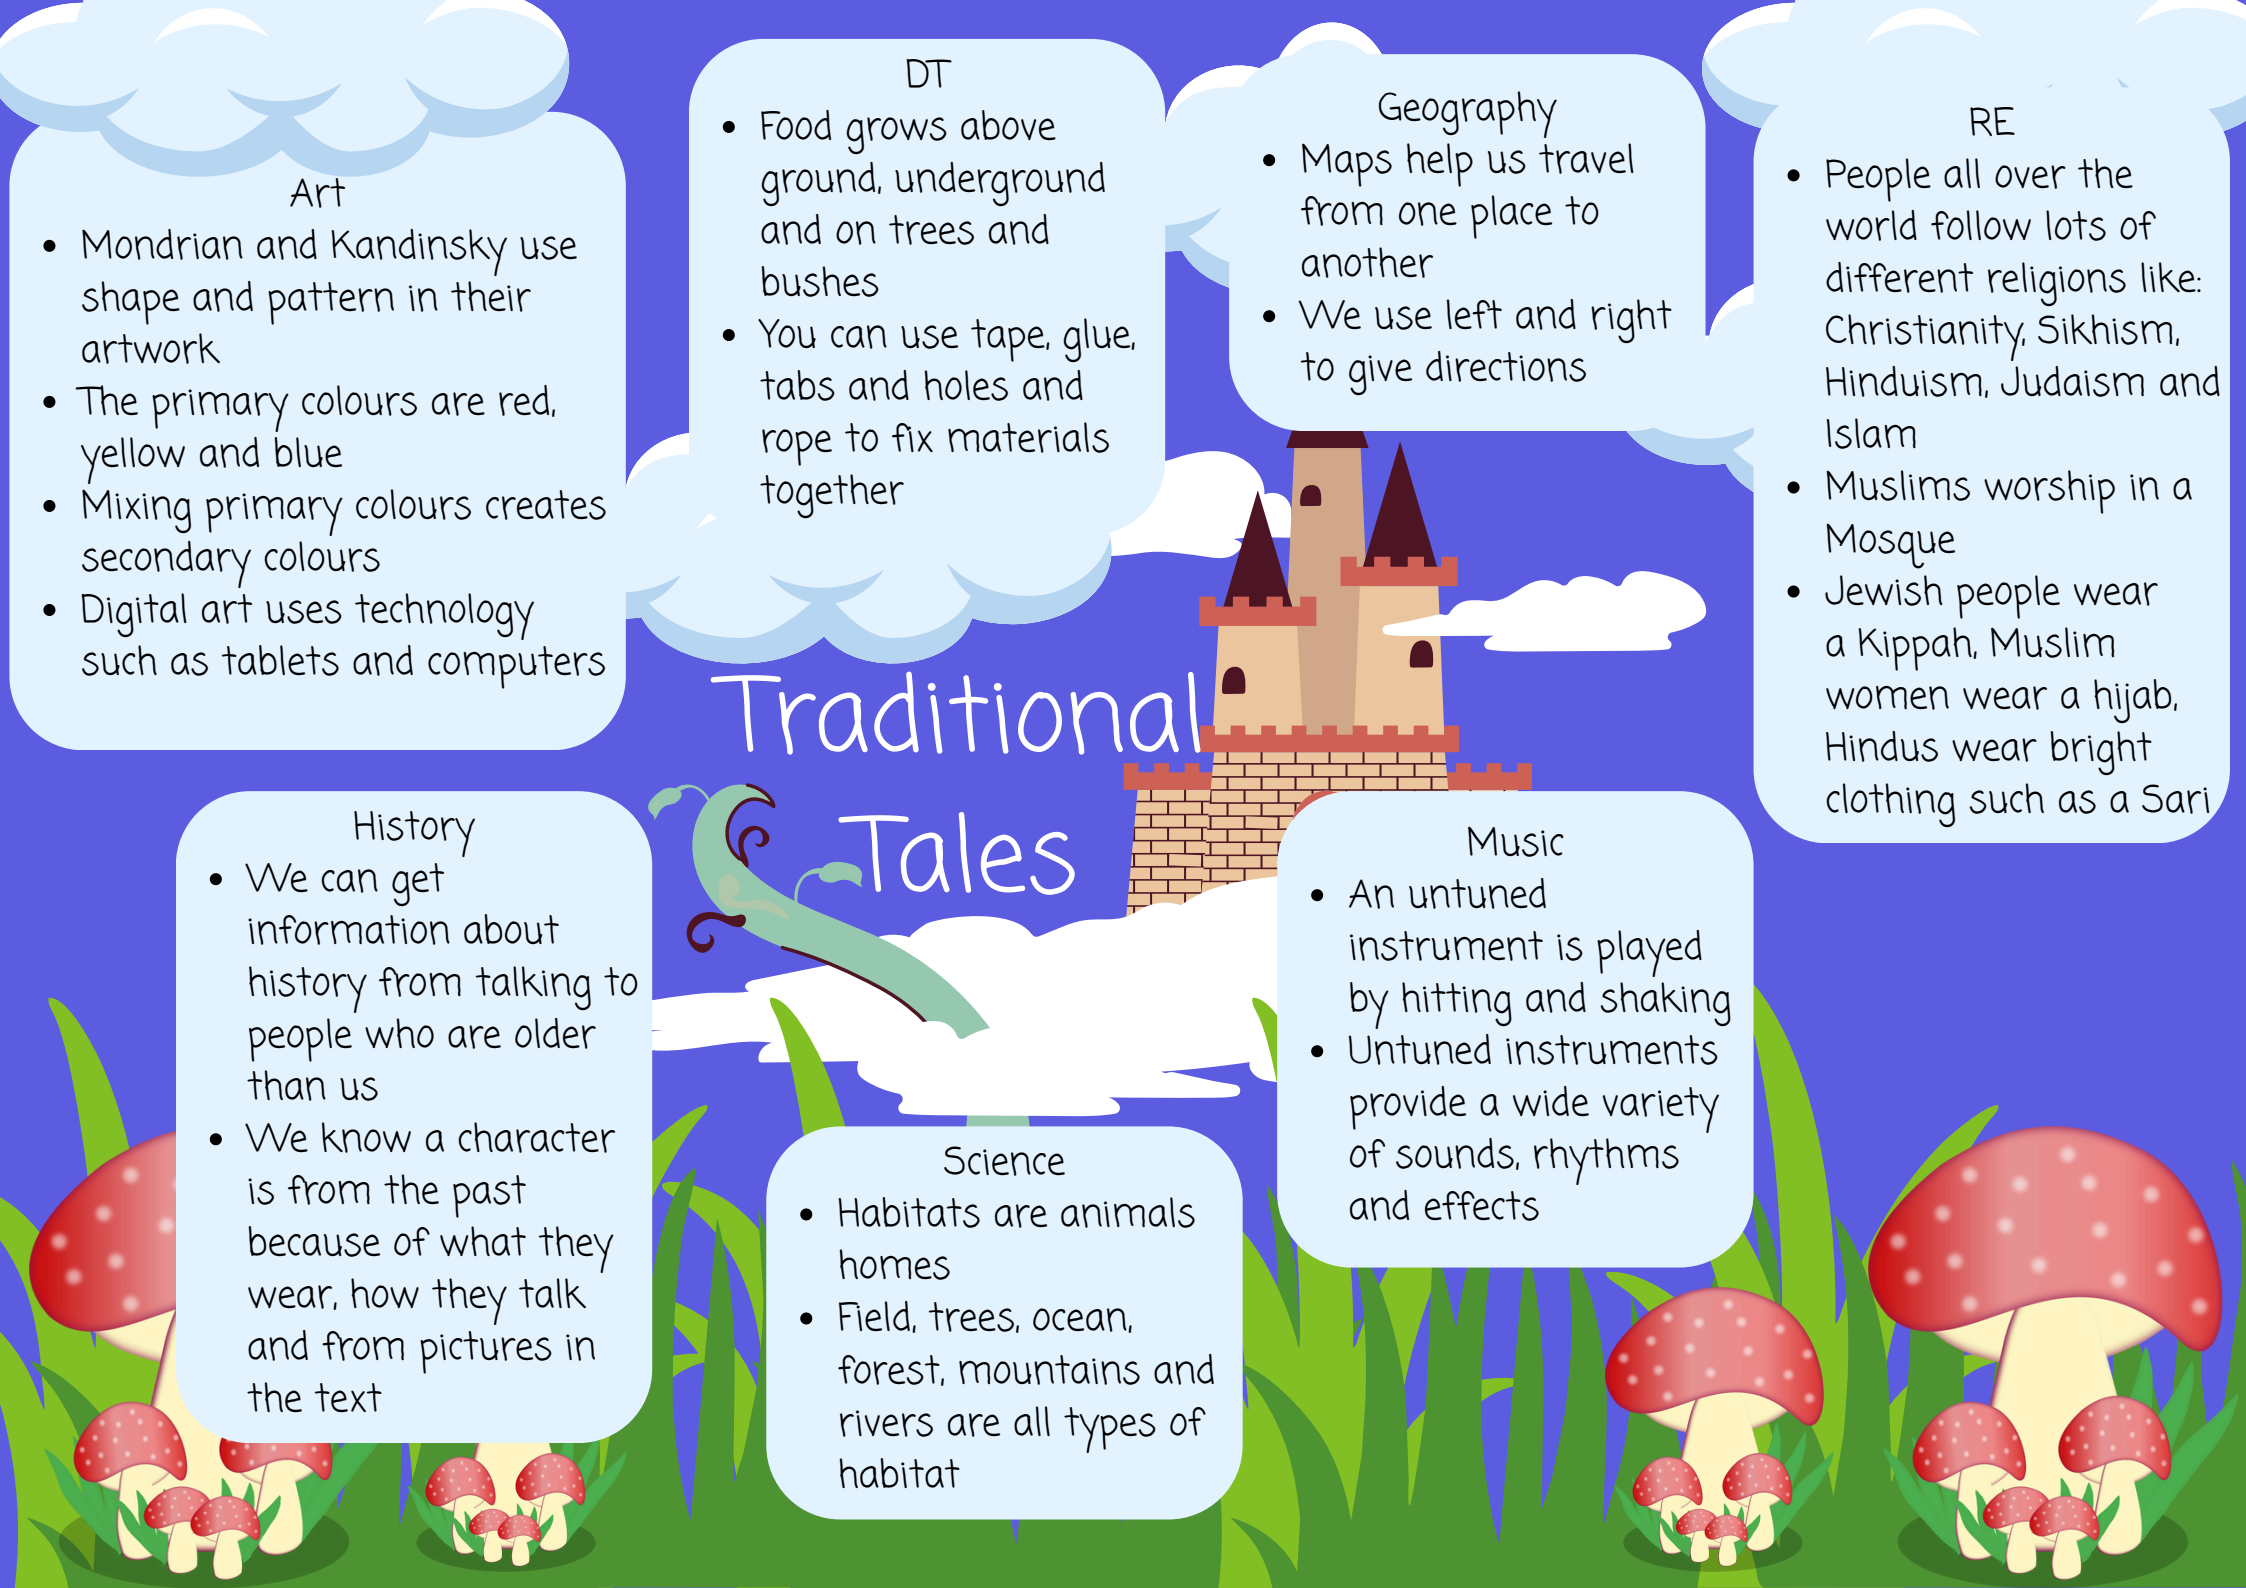 Art
• Mondrian and Kandinsky use
shape and pattern in their
artwork
• The primary colours are red,
yellow and blue
• Mixing primary colours creates
secondary colours
• Digital art uses technology
such as tablets and computers
DT
• Food grows above
ground, underground
and on trees and
bushes
• You can use tape, glue,
tabs and holes and
rope to fix materials
together
Geography
• Maps help us travel
from one place to
another
• We use left and right
to give directions
RE
• People all over the
world follow lots of
different religions like:
Christianity, Sikhism,
Hinduism, Judaism and
Islam
• Muslims worship in a
Mosque
• Jewish people wear
a Kippah, Muslim
women wear a hijab,
Hindus wear bright
clothing such as a Sari
Traditional
Tales
History
• We can get
information about
history from talking to
people who are older
than us
• We know a character
is from the past
because of what they
wear, how they talk
and from pictures in
the text
Science
• Habitats are animals
homes
• Field, trees, ocean,
forest, mountains and
rivers are all types of
habitat
Music
• An untuned
instrument is played
by hitting and shaking
• Untuned instruments
provide a wide variety
of sounds, rhythms
and effects